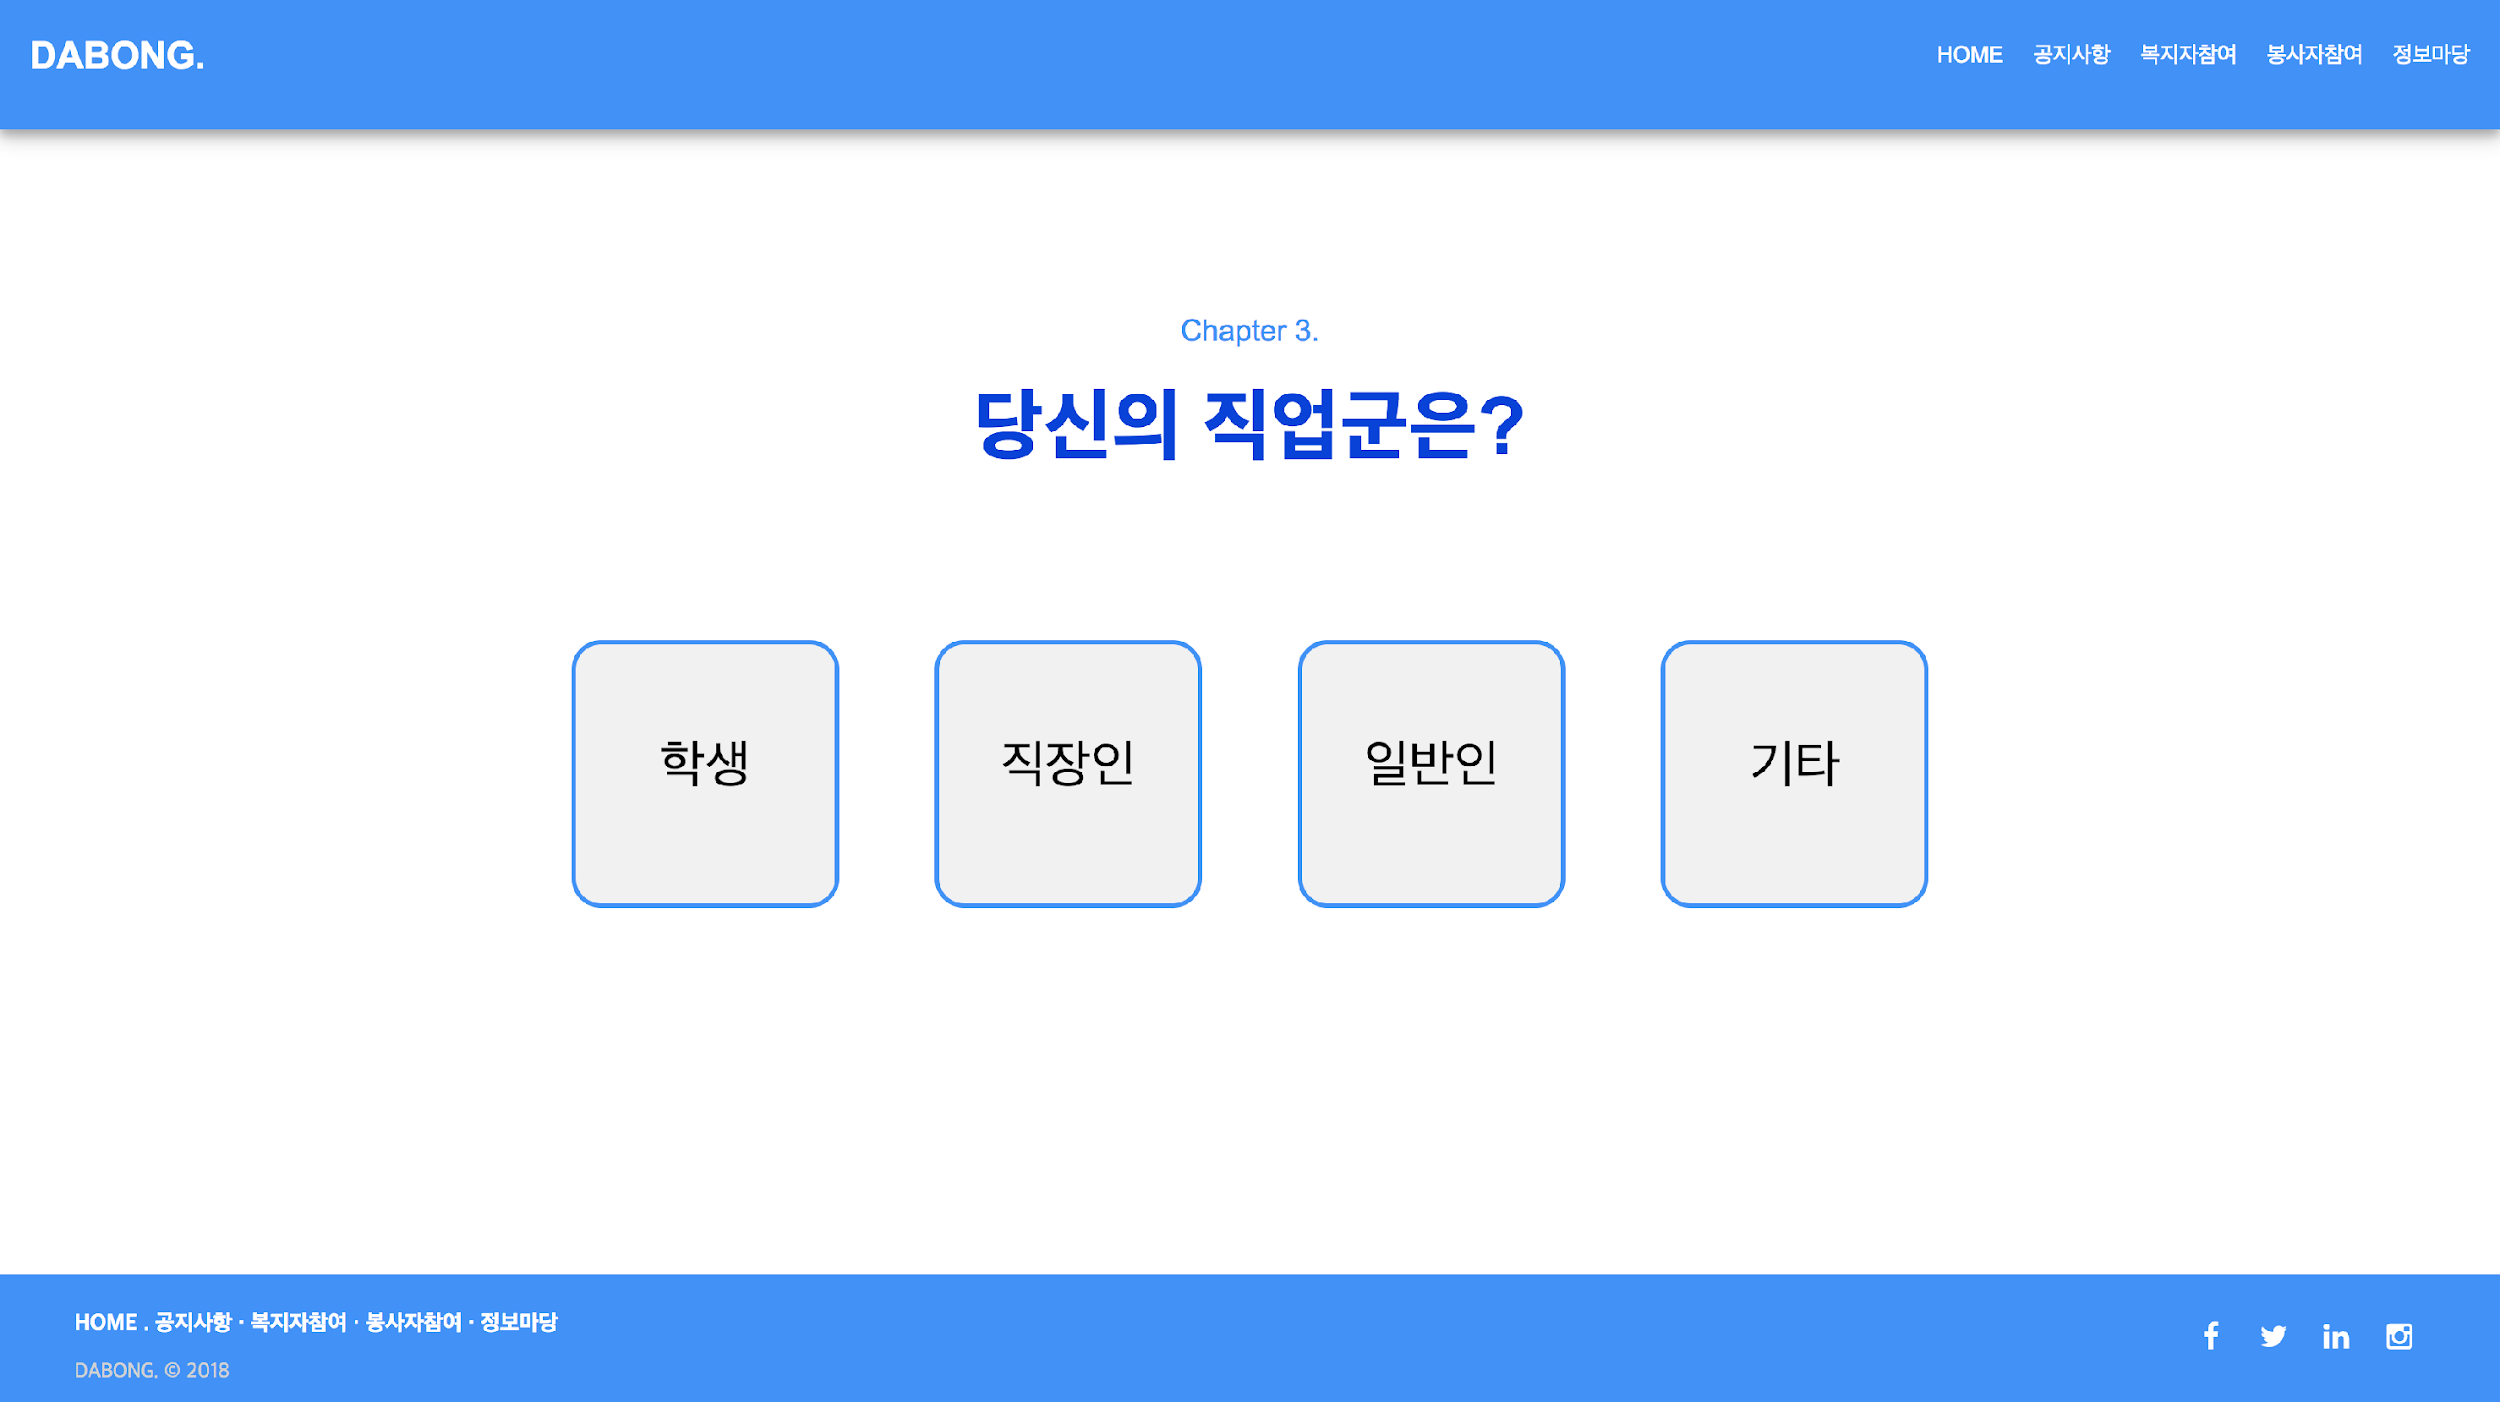 DABONG.
HOME 공지사항 복지자참여 봉사자참여 정보마당
Chapter 3.
당신의 직업군은?
학생 직장인 일반인 기타
HOME . 공지사항 · 복지자참여 · 봉사자참여 · 정보마당
DABONG. © 2018